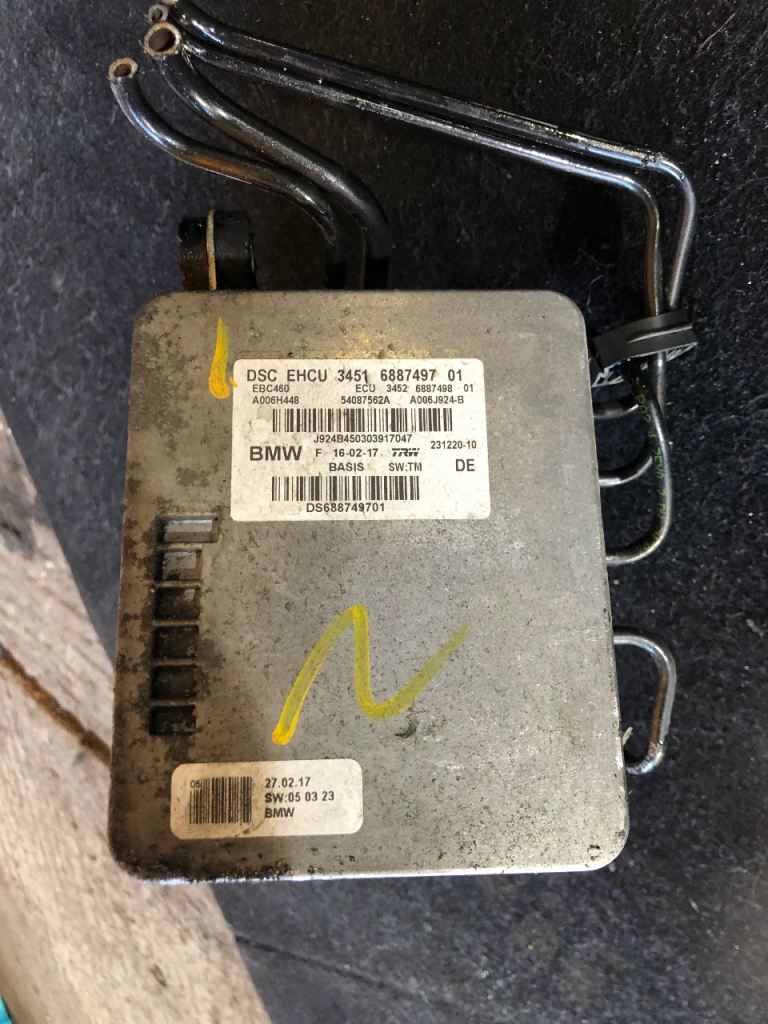 DSC EHCU 3451 6887497 01
EBC460 ECU 3452 6887498 01
A006H448 54087562A A006J924-B
J924B450303917047
BMW F 16-02-17 TRW 231220-10
BASIS SW:TM DE
DS688749701
05 27.02.17
SW:05 03 23
BMW